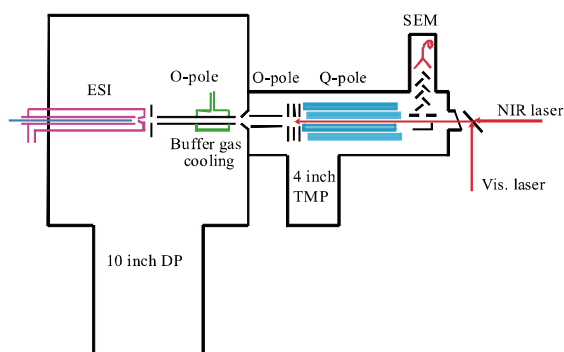 SEM
ESI
O-pole
O-pole
Q-pole
NIR laser
Buffer gas
cooling
4 inch
TMP
Vis. laser
10 inch DP